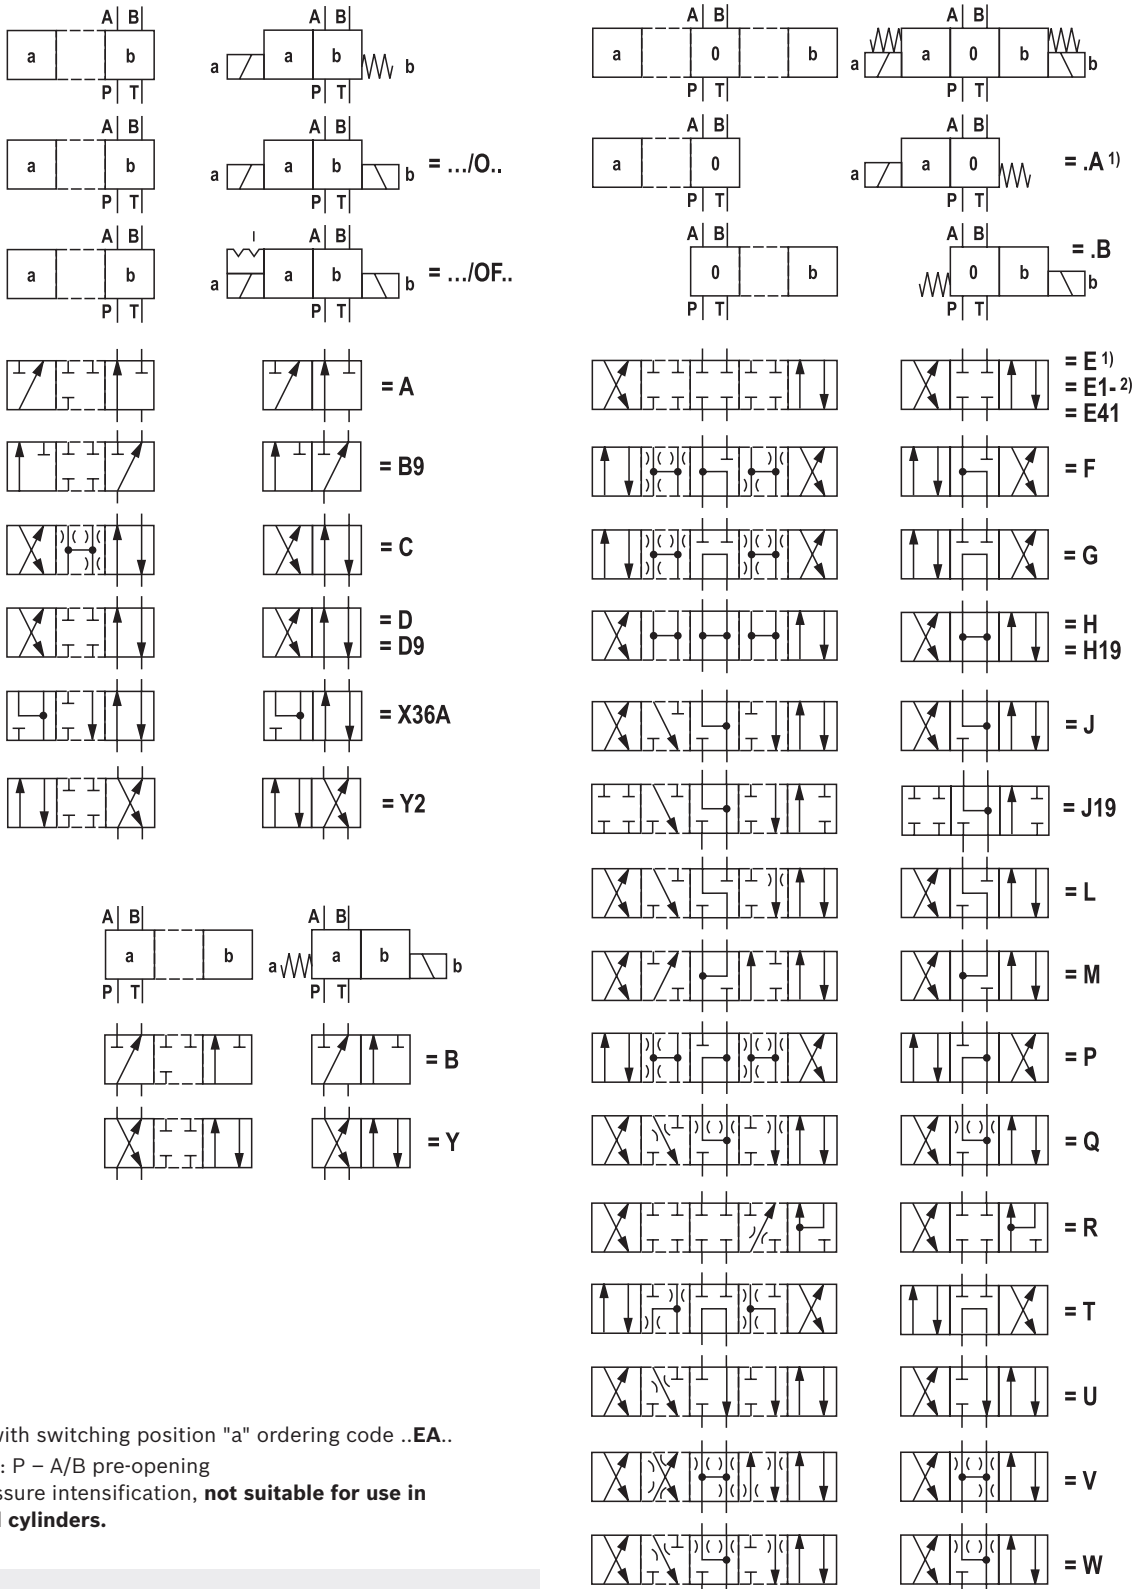 A B
a b
P T
A B
a a b b
P T
A B
a b
P T
A B
a a b b = .../O..
P T
A B
a b
P T
I A B
a a b b = .../OF..
P T
= A
= B9
= C
= D
= D9
= X36A
= Y2
A B
a b
P T
A B
a a b b
P T
= B
= Y
with switching position "a" ordering code ..EA..
: P – A/B pre-opening
ssure intensification, not suitable for use in
cylinders.
A B
a 0 b
P T
A B
a a 0 b b
P T
A B
a 0
P T
A B
a a 0 = .A 1)
P T
A B
0 b
P T
A B
0 b b = .B
P T
= E 1)
= E1- 2)
= E41
= F
= G
= H
= H19
= J
= J19
= L
= M
= P
= Q
= R
= T
= U
= V
= W